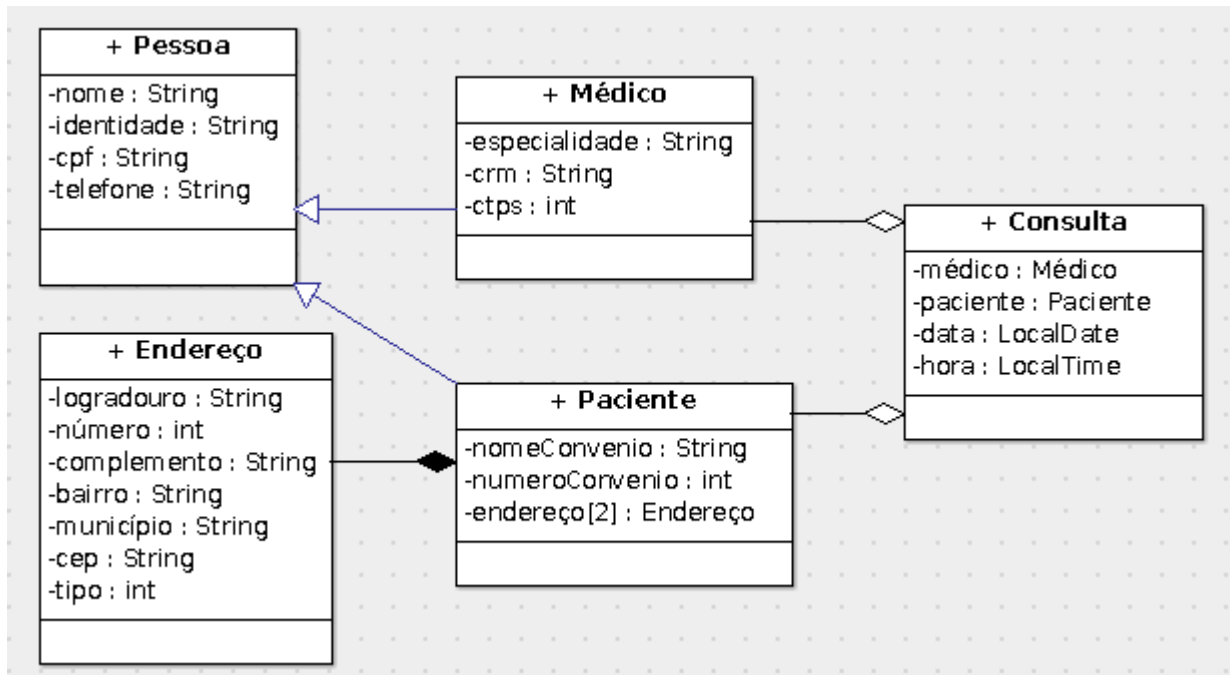 + Pessoa
-nome : String
-identidade : String
-cpf : String
-telefone : String
+ Médico
-especialidade : String
-crm : String
-ctps : int
+ Consulta
-médico : Médico
-paciente : Paciente
-data : LocalDate
-hora : LocalTime
+ Endereço
-logradouro : String
-número : int
-complemento : String
-bairro : String
-município : String
-cep : String
-tipo : int
+ Paciente
-nomeConvenio : String
-numeroConvenio : int
-endereço[2] : Endereço